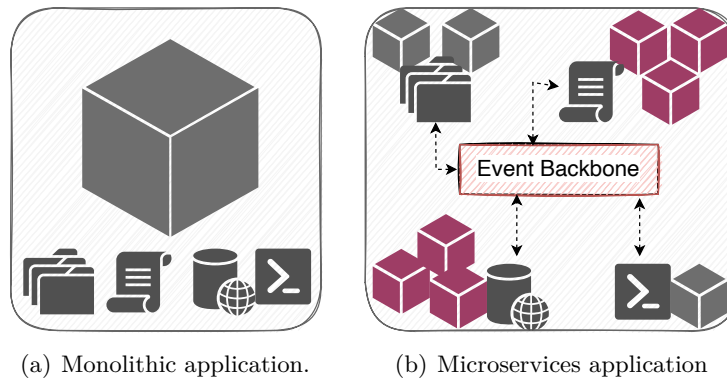 Event Backbone
(a) Monolithic application.
(b) Microservices application